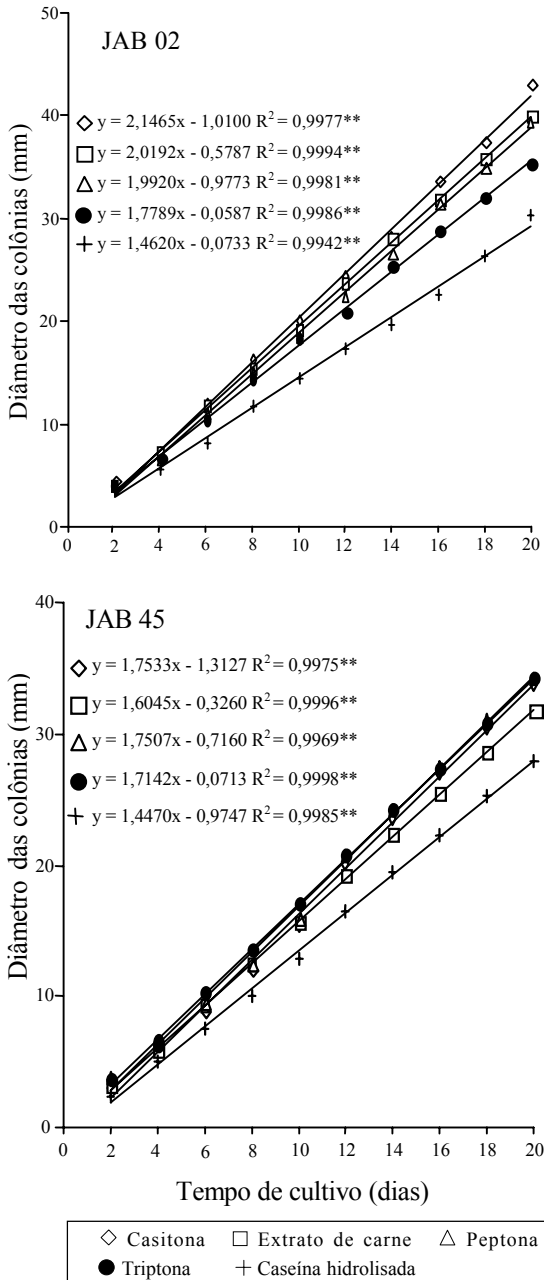 JAB 02
Diâmetro das colônias (mm)
50
40
30
20
10
0
y = 2,1465x - 1,0100 R² = 0,9977**
y = 2,0192x - 0,5787 R² = 0,9994**
y = 1,9920x - 0,9773 R² = 0,9981**
y = 1,7789x - 0,0587 R² = 0,9986**
y = 1,4620x - 0,0733 R² = 0,9942**
0 2 4 6 8 10 12 14 16 18 20
JAB 45
Diâmetro das colônias (mm)
40
30
20
10
0
y = 1,7533x - 1,3127 R² = 0,9975**
y = 1,6045x - 0,3260 R² = 0,9996**
y = 1,7507x - 0,7160 R² = 0,9969**
y = 1,7142x - 0,0713 R² = 0,9998**
y = 1,4470x - 0,9747 R² = 0,9985**
0 2 4 6 8 10 12 14 16 18 20
Tempo de cultivo (dias)
Casitona Extrato de carne Peptona
Triptona Caseína hidrolisada